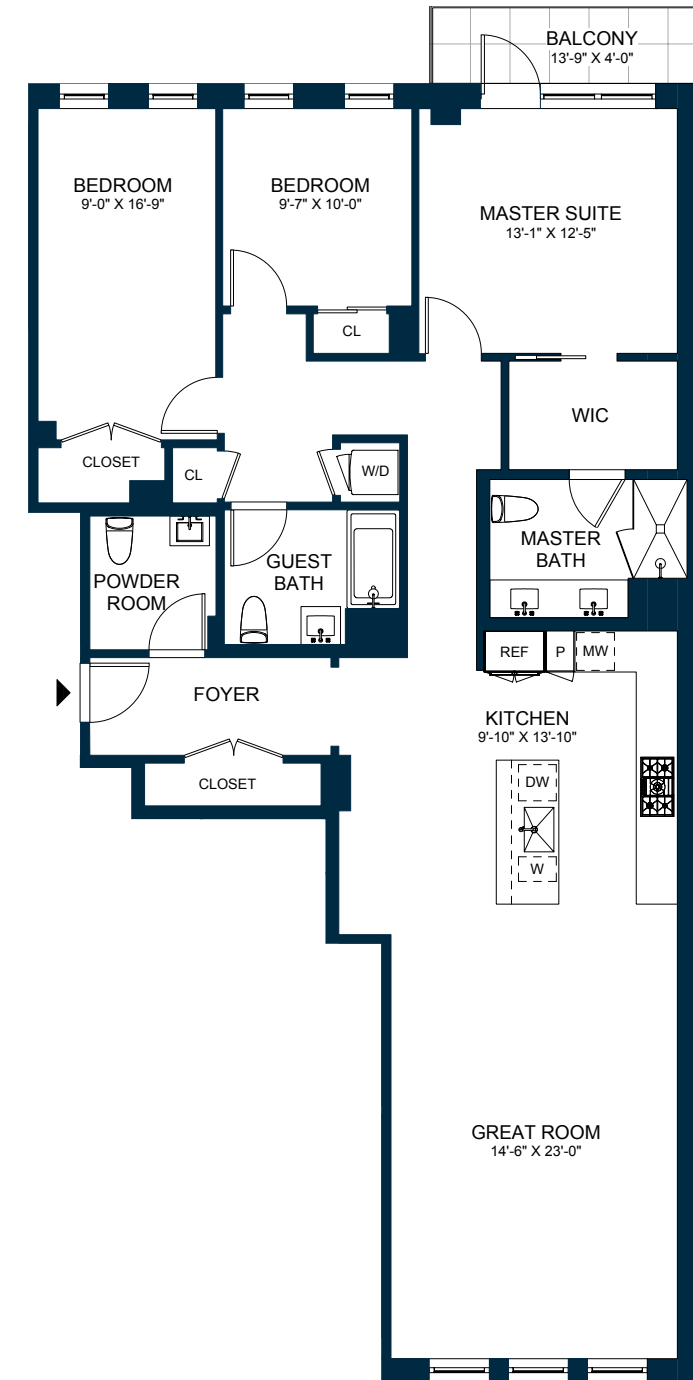 BALCONY
13'-9" X 4'-0"
BEDROOM
9'-0" X 16'-9"
BEDROOM
9'-7" X 10'-0"
MASTER SUITE
13'-1" X 12'-5"
CL
WIC
CLOSET
CL
W/D
MASTER
BATH
POWDER
ROOM
GUEST
BATH
REF
P
MW
FOYER
KITCHEN
9'-10" X 13'-10"
CLOSET
DW
W
GREAT ROOM
14'-6" X 23'-0"